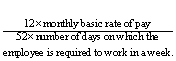 12×monthly basic rate of pay
52×number of days on which the
employee is required to work in a week.